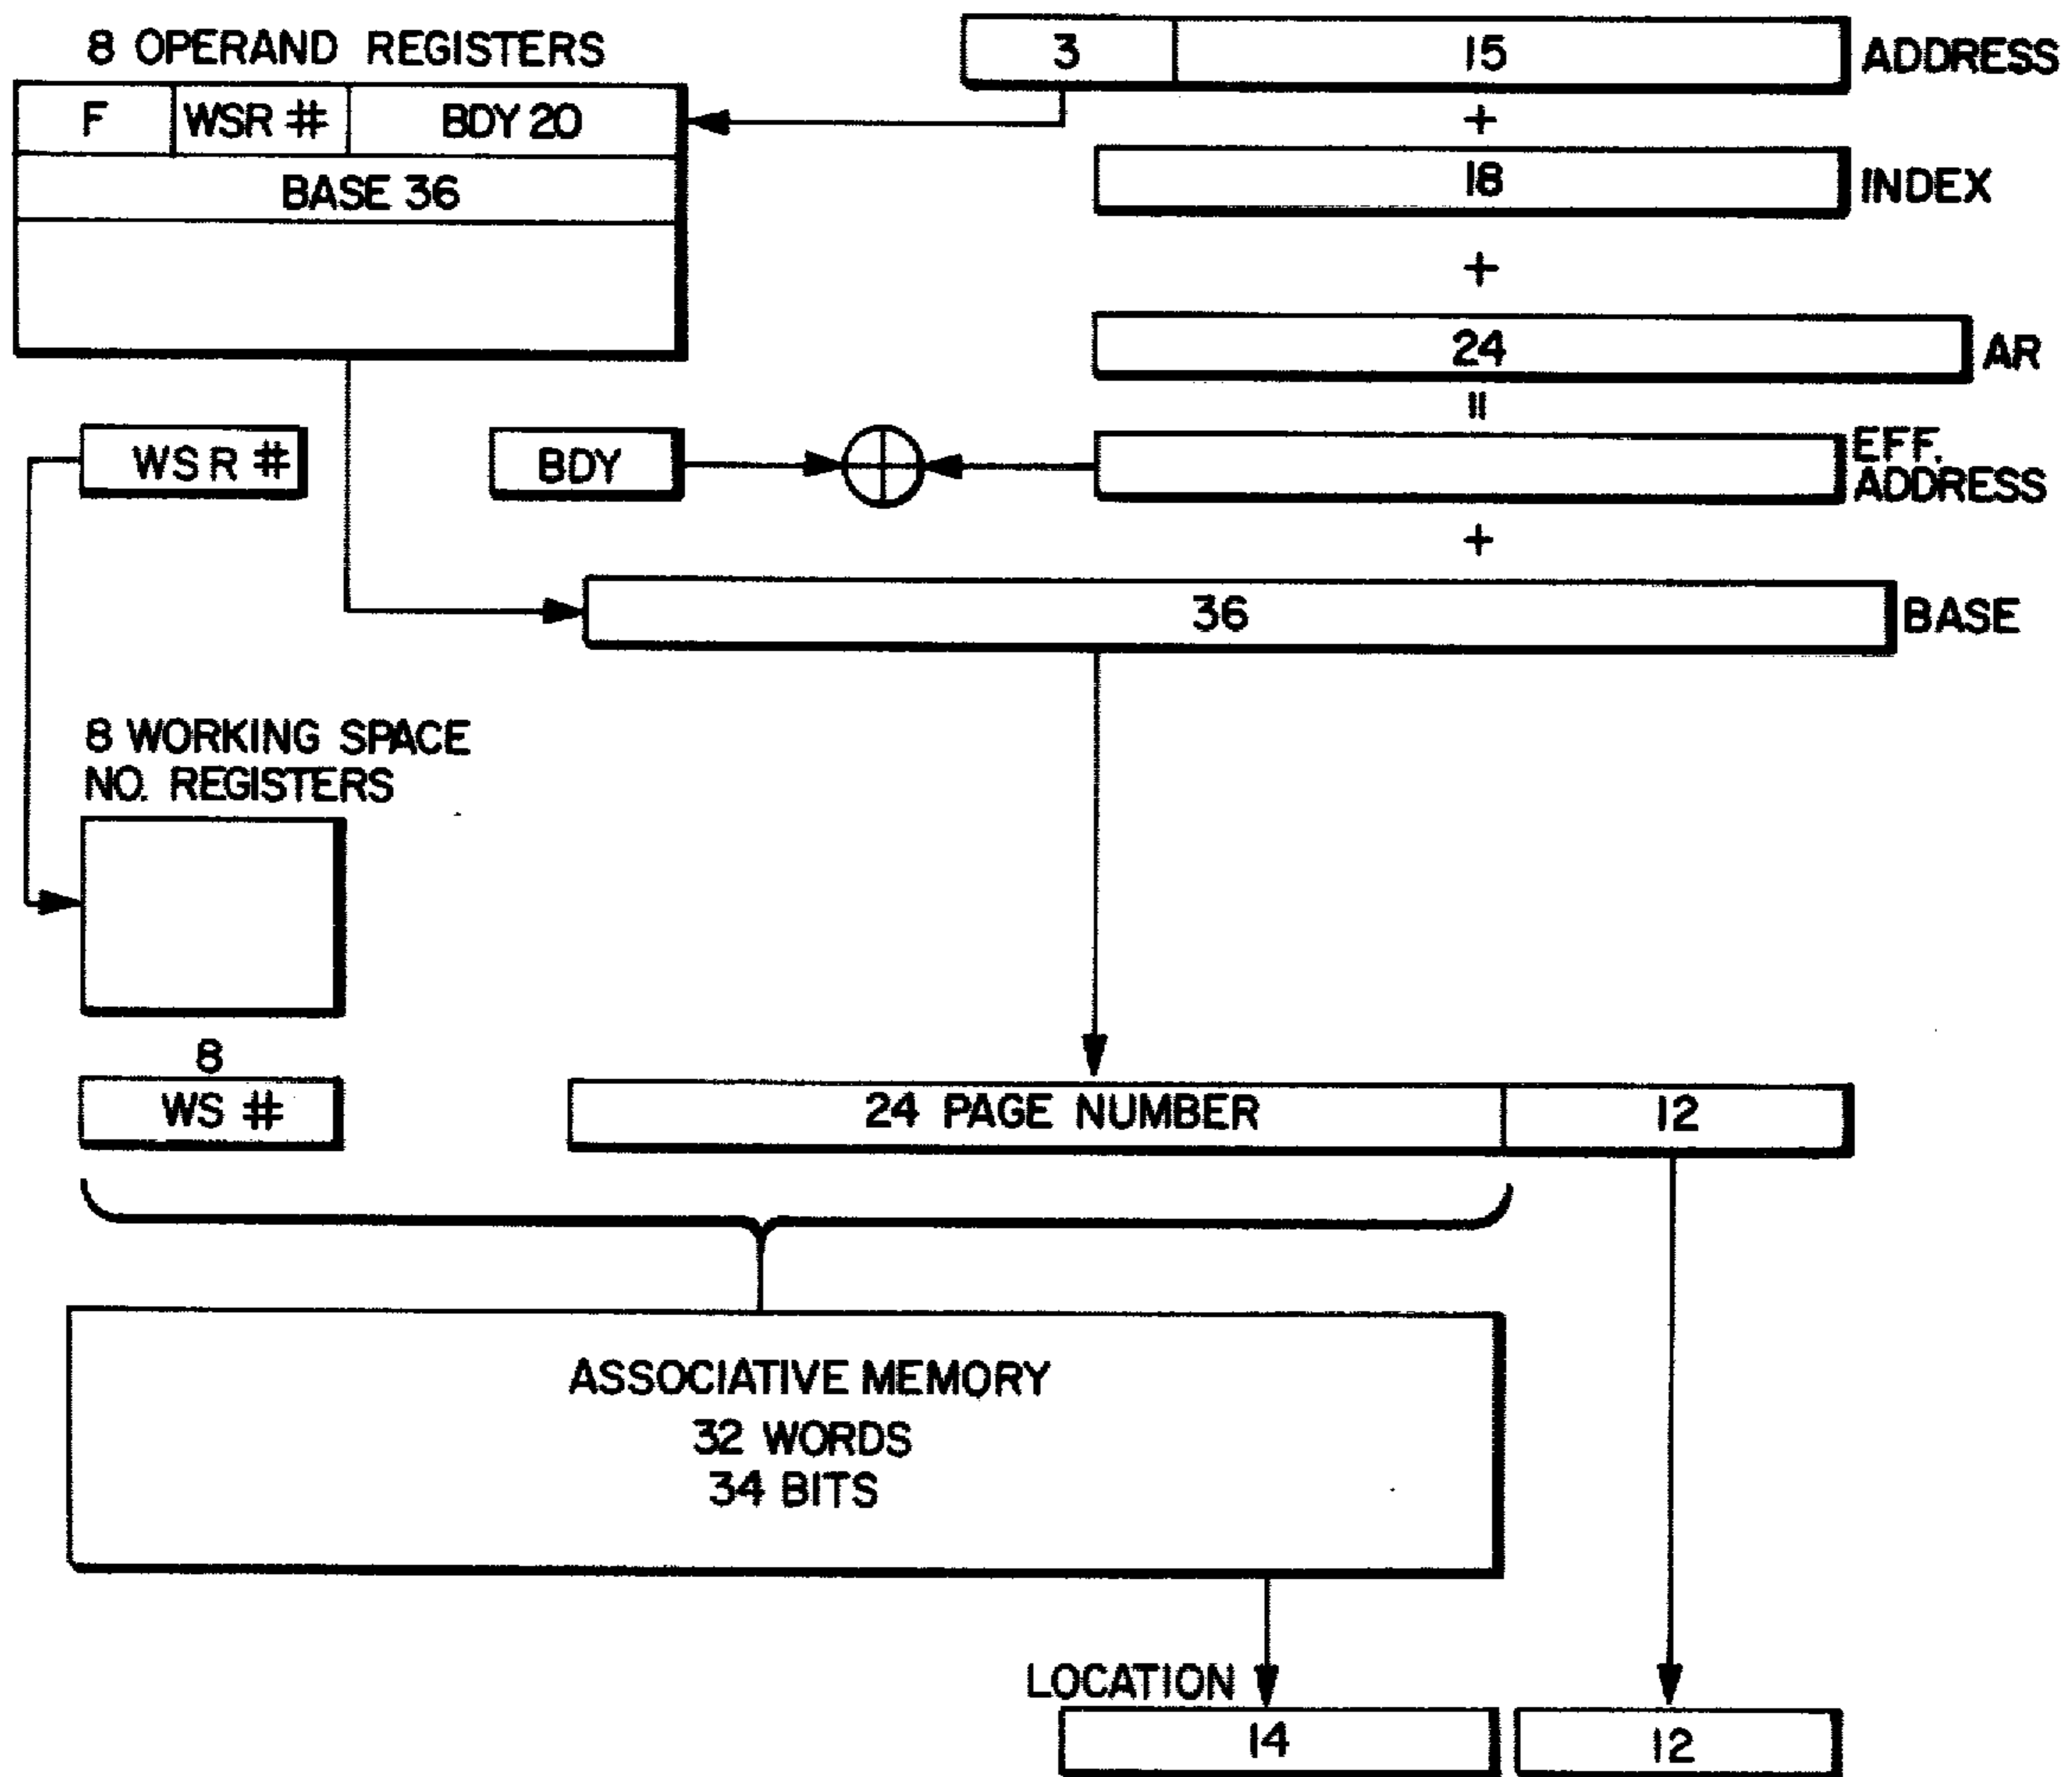 8 OPERAND REGISTERS
F WSR # BDY 20
BASE 36
3 15 ADDRESS
+
18 INDEX
+
24 AR
=
EFF.
ADDRESS
WSR # BDY
+
36 BASE
8 WORKING SPACE
NO. REGISTERS
8
WS # 24 PAGE NUMBER 12
ASSOCIATIVE MEMORY
32 WORDS
34 BITS
LOCATION
14 12